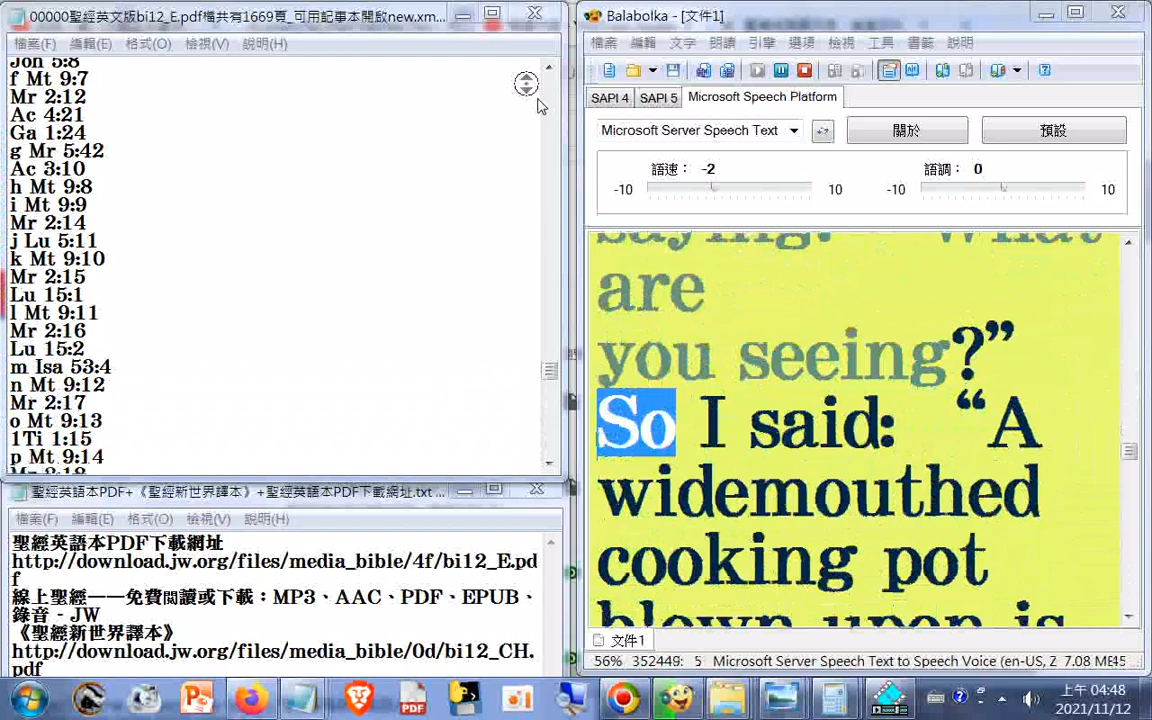 00000聖經英文版bi12_E.pdf檔共有1669頁_可用記事本開啟new.xm...
檔案(F) 編輯(E) 格式(O) 檢視(V) 說明(H)
Joh 5:8
f Mt 9:7
Mr 2:12
Ac 4:21
Ga 1:24
g Mr 5:42
Ac 3:10
h Mt 9:8
i Mt 9:9
Mr 2:14
j Lu 5:11
k Mt 9:10
Mr 2:15
Lu 15:1
l Mt 9:11
Mr 2:16
Lu 15:2
m Isa 53:4
n Mt 9:12
Mr 2:17
o Mt 9:13
1Ti 1:15
p Mt 9:14
Mr 2:18
聖經英語本PDF+《聖經新世界譯本》+聖經英語本PDF下載網址.txt ...
檔案(F) 編輯(E) 格式(O) 檢視(V) 說明(H)
聖經英語本PDF下載網址
http://download.jw.org/files/media_bible/4f/bi12_E.pd
f
線上聖經——免費閱讀或下載：MP3、AAC、PDF、EPUB、
錄音 - JW
《聖經新世界譯本》
http://download.jw.org/files/media_bible/0d/bi12_CH.
pdf
Balabolka - [文件1]
檔案 編輯 文字 朗讀 引擎 選項 檢視 工具 書籤 說明
SAPI 4 SAPI 5 Microsoft Speech Platform
Microsoft Server Speech Text 關於 預設
語速： -2 語調： 0
-10 10 -10 10
saying: “What
are
you seeing?”
So I said: “A
widemouthed
cooking pot
blown upon is
文件1
56% 352449: 5 Microsoft Server Speech Text to Speech Voice (en-US, Z 7.08 ME45
上午 04:48
2021/11/12